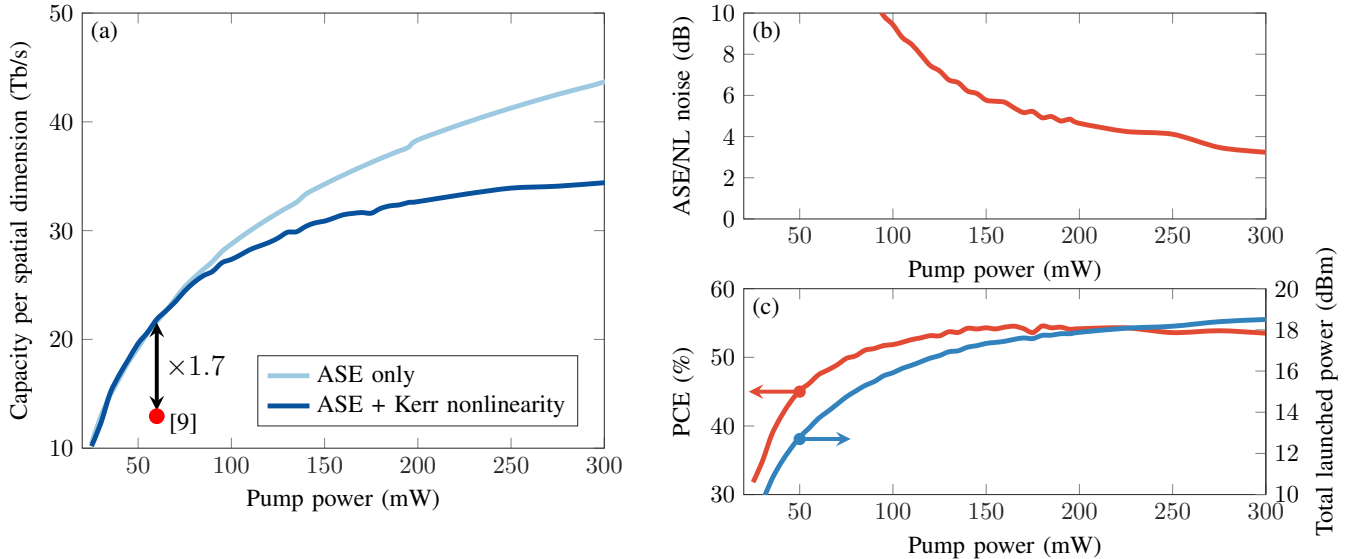 (a)
Capacity per spatial dimension (Tb/s)
50
40
30
20
10
×1.7
[9]
ASE only
ASE + Kerr nonlinearity
50 100 150 200 250 300
Pump power (mW)
(b)
ASE/NL noise (dB)
10
8
6
4
2
0
50 100 150 200 250 300
Pump power (mW)
(c)
PCE (%)
60
50
40
30
20
18
16
14
12
10
Total launched power (dBm)
50 100 150 200 250 300
Pump power (mW)